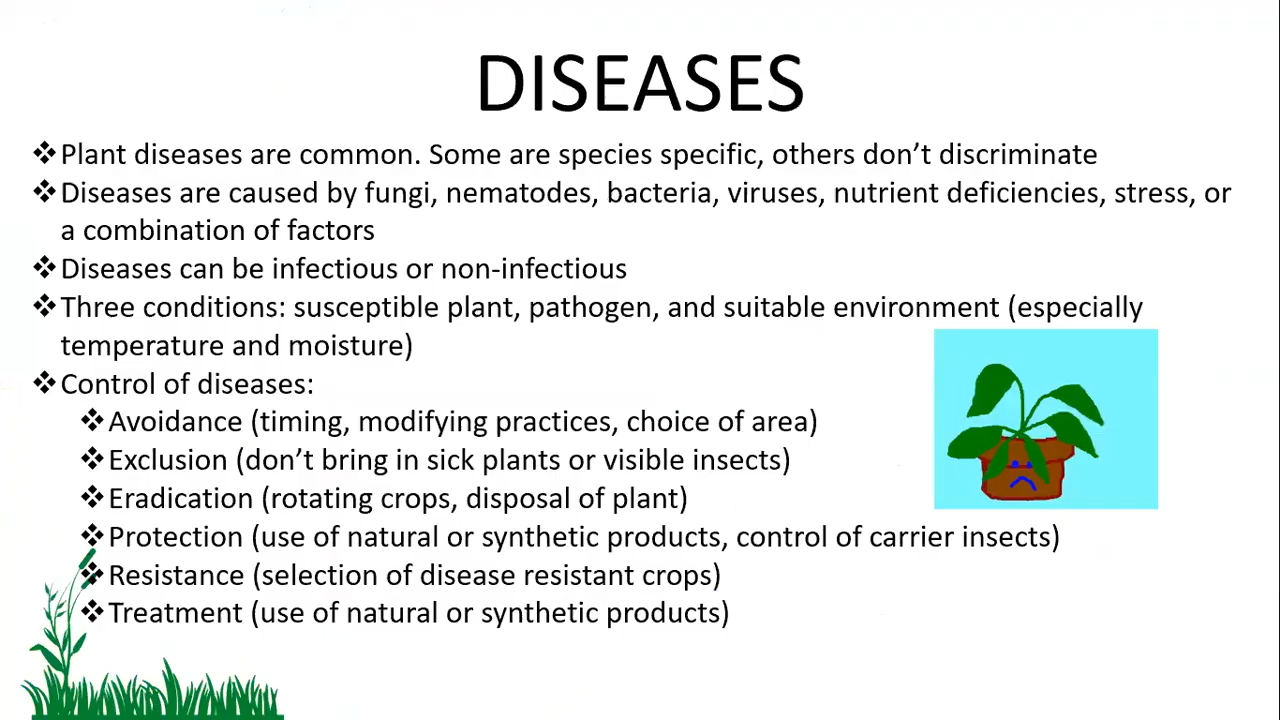 DISEASES
❖Plant diseases are common. Some are species specific, others don’t discriminate
❖Diseases are caused by fungi, nematodes, bacteria, viruses, nutrient deficiencies, stress, or
a combination of factors
❖Diseases can be infectious or non-infectious
❖Three conditions: susceptible plant, pathogen, and suitable environment (especially
temperature and moisture)
❖Control of diseases:
❖Avoidance (timing, modifying practices, choice of area)
❖Exclusion (don’t bring in sick plants or visible insects)
❖Eradication (rotating crops, disposal of plant)
❖Protection (use of natural or synthetic products, control of carrier insects)
❖Resistance (selection of disease resistant crops)
❖Treatment (use of natural or synthetic products)